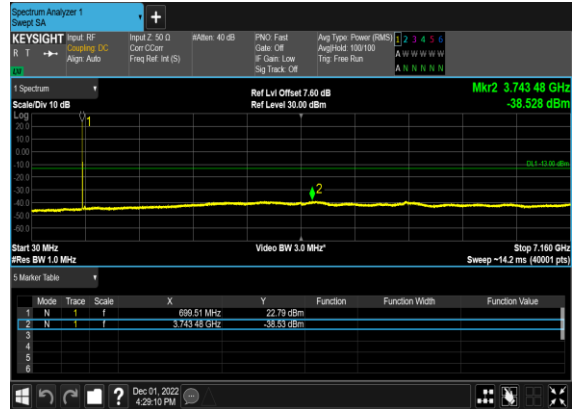 Spectrum Analyzer 1
Swept SA
KEYSIGHT
R T
Input: RF
Coupling: DC
Align: Auto
Input Z: 50 Ω
Corr CCorr
Freq Ref: Int (S)
#Atten: 40 dB
PNO: Fast
Gate: Off
IF Gain: Low
Sig Track: Off
Avg Type: Power (RMS)
Avg|Hold: 100/100
Trig: Free Run
1 2 3 4 5 6
A W W W W W
A N N N N N
1 Spectrum
Scale/Div 10 dB
Ref Lvl Offset 7.60 dB
Ref Level 30.00 dBm
Mkr2 3.743 48 GHz
-38.528 dBm
Log
20.0
10.0
0.00
-10.0
-20.0
-30.0
-40.0
-50.0
-60.0
1
DL1 -13.00 dBm
2
Start 30 MHz
#Res BW 1.0 MHz
Video BW 3.0 MHz*
Stop 7.160 GHz
Sweep ~14.2 ms (40001 pts)
5 Marker Table
Mode Trace Scale X Y Function Function Width Function Value
1 N 1 f 699.51 MHz 22.79 dBm
2 N 1 f 3.743 48 GHz -38.53 dBm
3
4
5
6
?
Dec 01, 2022
4:29:10 PM